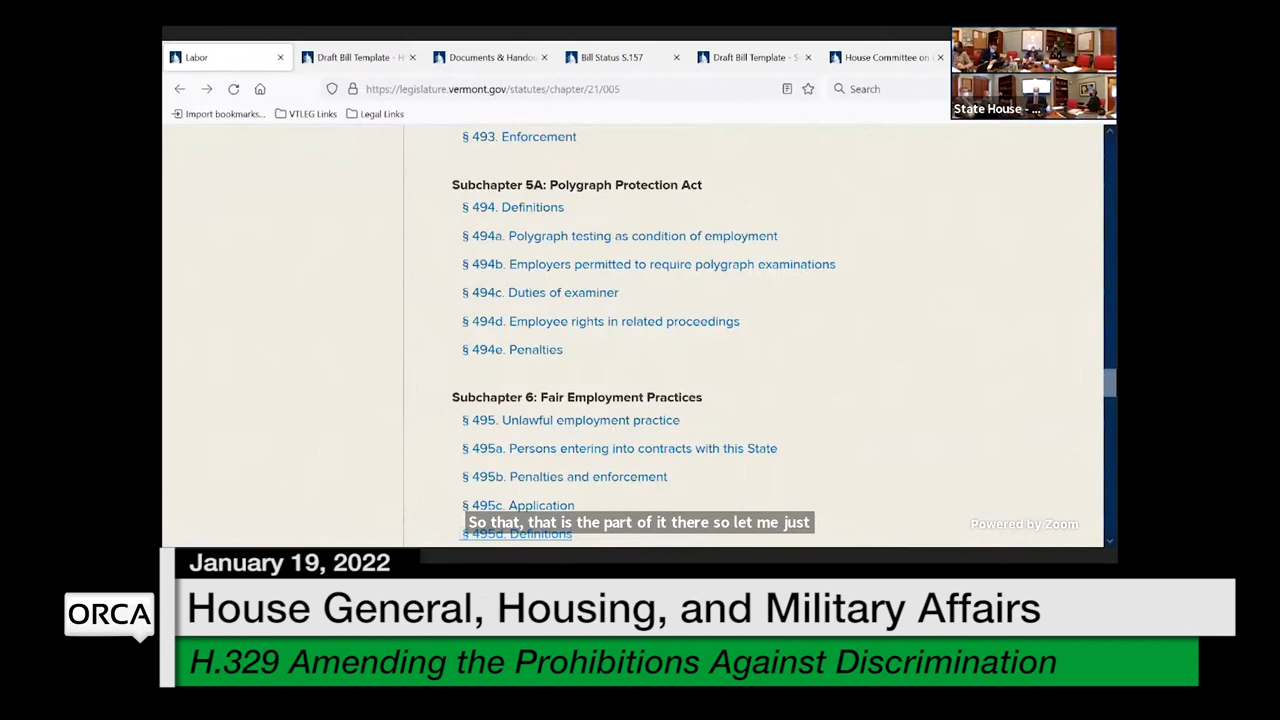 Labor
Draft Bill Template - H
Documents & Handou
Bill Status S.157
Draft Bill Template - S
House Committee on
https://legislature.vermont.gov/statutes/chapter/21/005
Search
Import bookmarks...
VTLEG Links
Legal Links
State House - ...
§ 493. Enforcement
Subchapter 5A: Polygraph Protection Act
§ 494. Definitions
§ 494a. Polygraph testing as condition of employment
§ 494b. Employers permitted to require polygraph examinations
§ 494c. Duties of examiner
§ 494d. Employee rights in related proceedings
§ 494e. Penalties
Subchapter 6: Fair Employment Practices
§ 495. Unlawful employment practice
§ 495a. Persons entering into contracts with this State
§ 495b. Penalties and enforcement
§ 495c. Application
So that, that is the part of it there so let me just
Powered by Zoom
§ 495d. Definitions
January 19, 2022
ORCA
House General, Housing, and Military Affairs
H.329 Amending the Prohibitions Against Discrimination